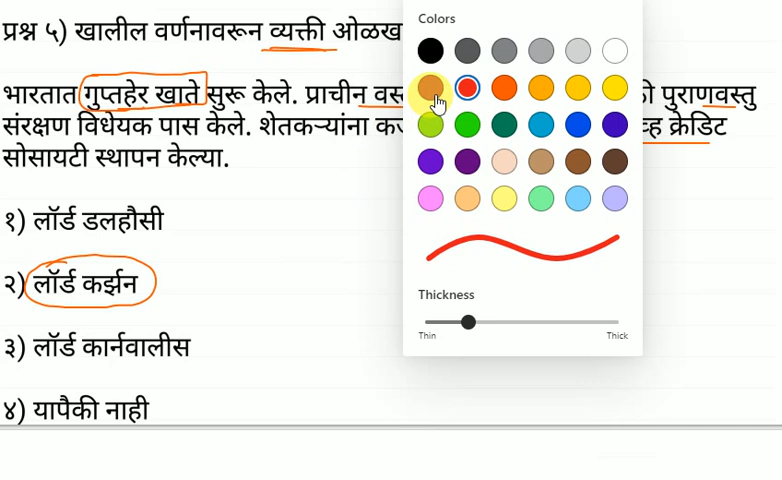 प्रश्न ५) खालील वर्णनावरून व्यक्ती ओळखा
Colors
भारतात गुप्तहेर खाते सुरू केले. प्राचीन पुराणवस्तु
संरक्षण विधेयक पास केले. शेतकऱ्यांना क्रेडिट
सोसायटी स्थापन केल्या.
१) लॉर्ड डलहौसी
२) लॉर्ड कर्झन
Thickness
Thin Thick
३) लॉर्ड कार्नवालीस
४) यापैकी नाही